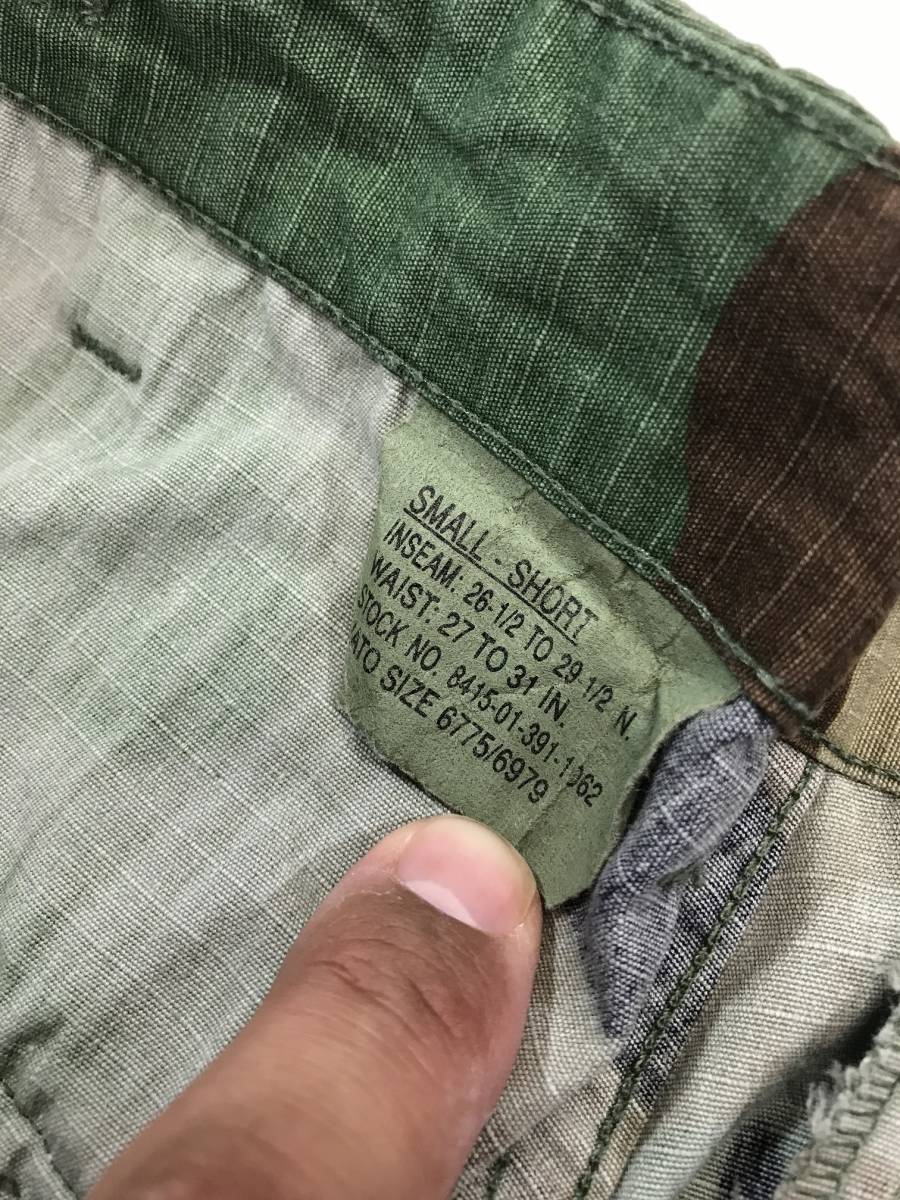 SMALL - SHORT
INSEAM: 26-1/2 TO 29 1/2 N.
WAIST: 27 TO 31 IN.
STOCK NO. 8415-01-391-1062
ATO SIZE 6775/6979